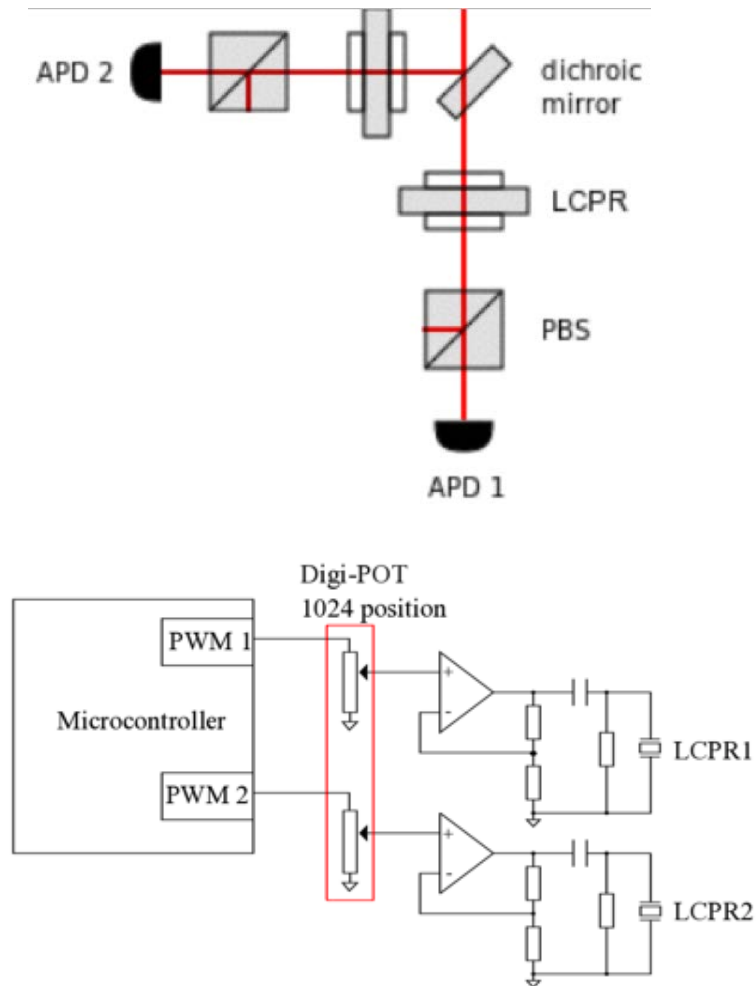 APD 2
dichroic
mirror
LCPR
PBS
APD 1
Digi-POT
1024 position
PWM 1
+
-
Microcontroller
LCPR1
PWM 2
+
-
LCPR2